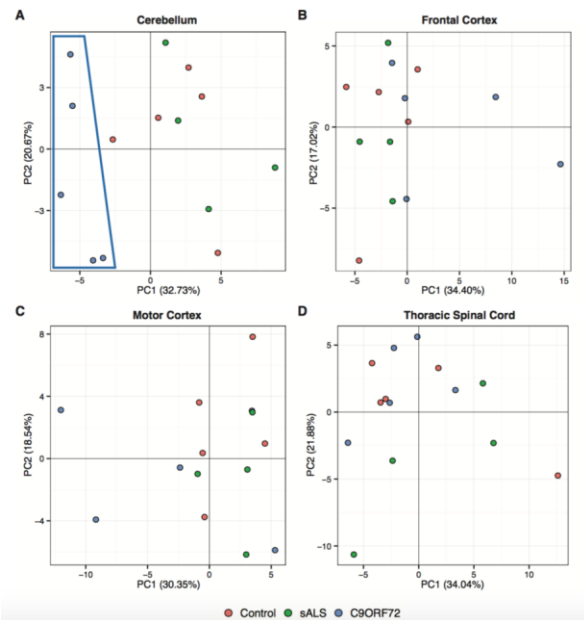 A
Cerebellum
3
0
-3
-5
0
5
PC2 (20.67%)
PC1 (32.73%)
B
Frontal Cortex
5
0
-5
-5
0
5
10
15
PC2 (17.02%)
PC1 (34.40%)
C
Motor Cortex
8
4
0
-4
-10
-5
0
5
PC2 (18.54%)
PC1 (30.35%)
D
Thoracic Spinal Cord
5
0
-5
-10
-5
0
5
10
PC2 (21.88%)
PC1 (34.04%)
Control sALS C9ORF72